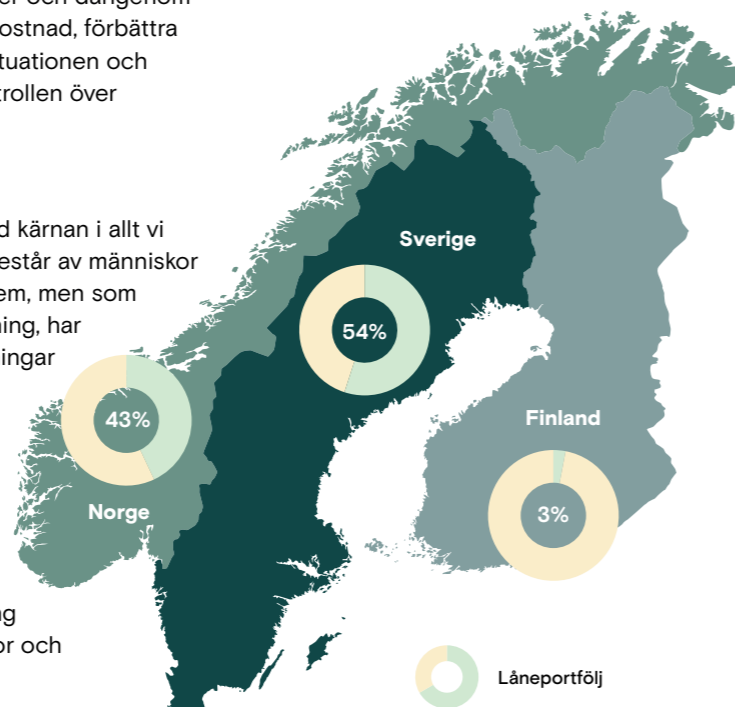 ostnad, förbättra
tuationen och
trollen över
d kärnan i allt vi
estår av människor
em, men som
ning, har
ingar
or och
Sverige
54%
43%
Norge
Finland
3%
Låneportfölj